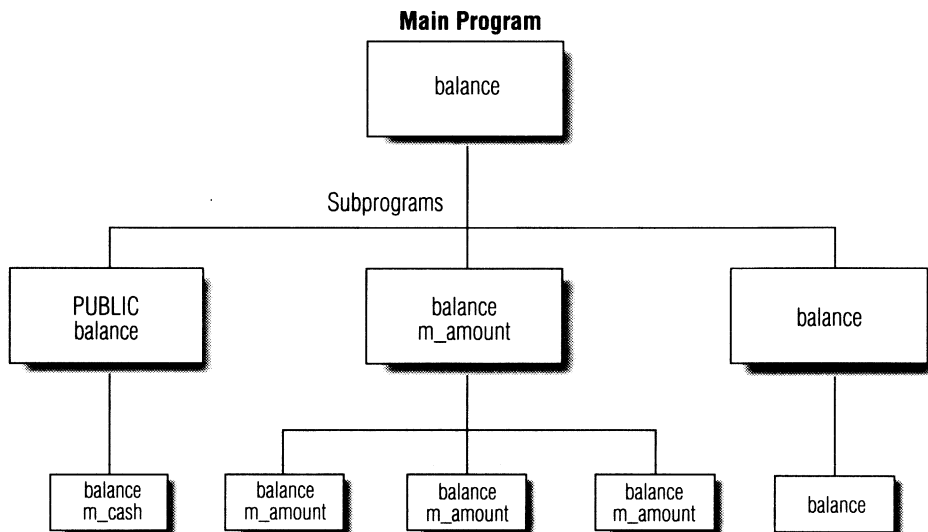 Main Program
balance
Subprograms
PUBLIC
balance
balance
m_amount
balance
balance
m_cash
balance
m_amount
balance
m_amount
balance
m_amount
balance